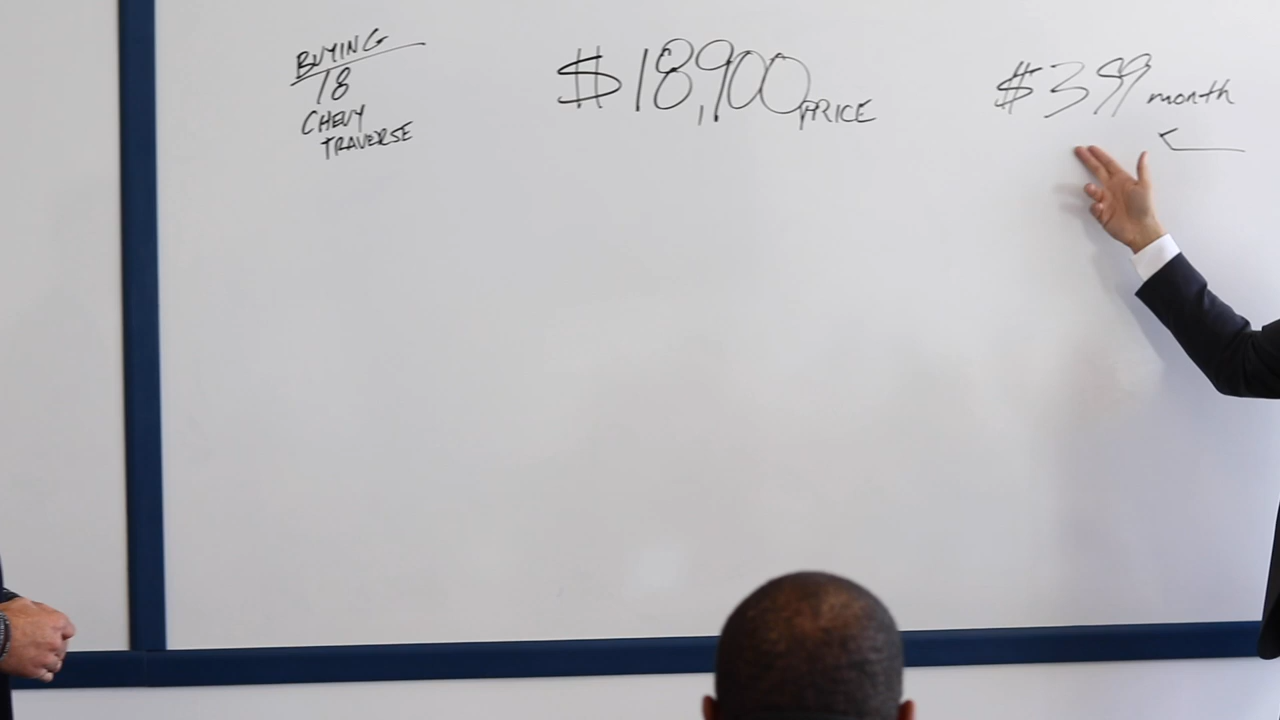 BUYING
18
CHEVY
TRAVERSE
$18,900 PRICE
$399 month